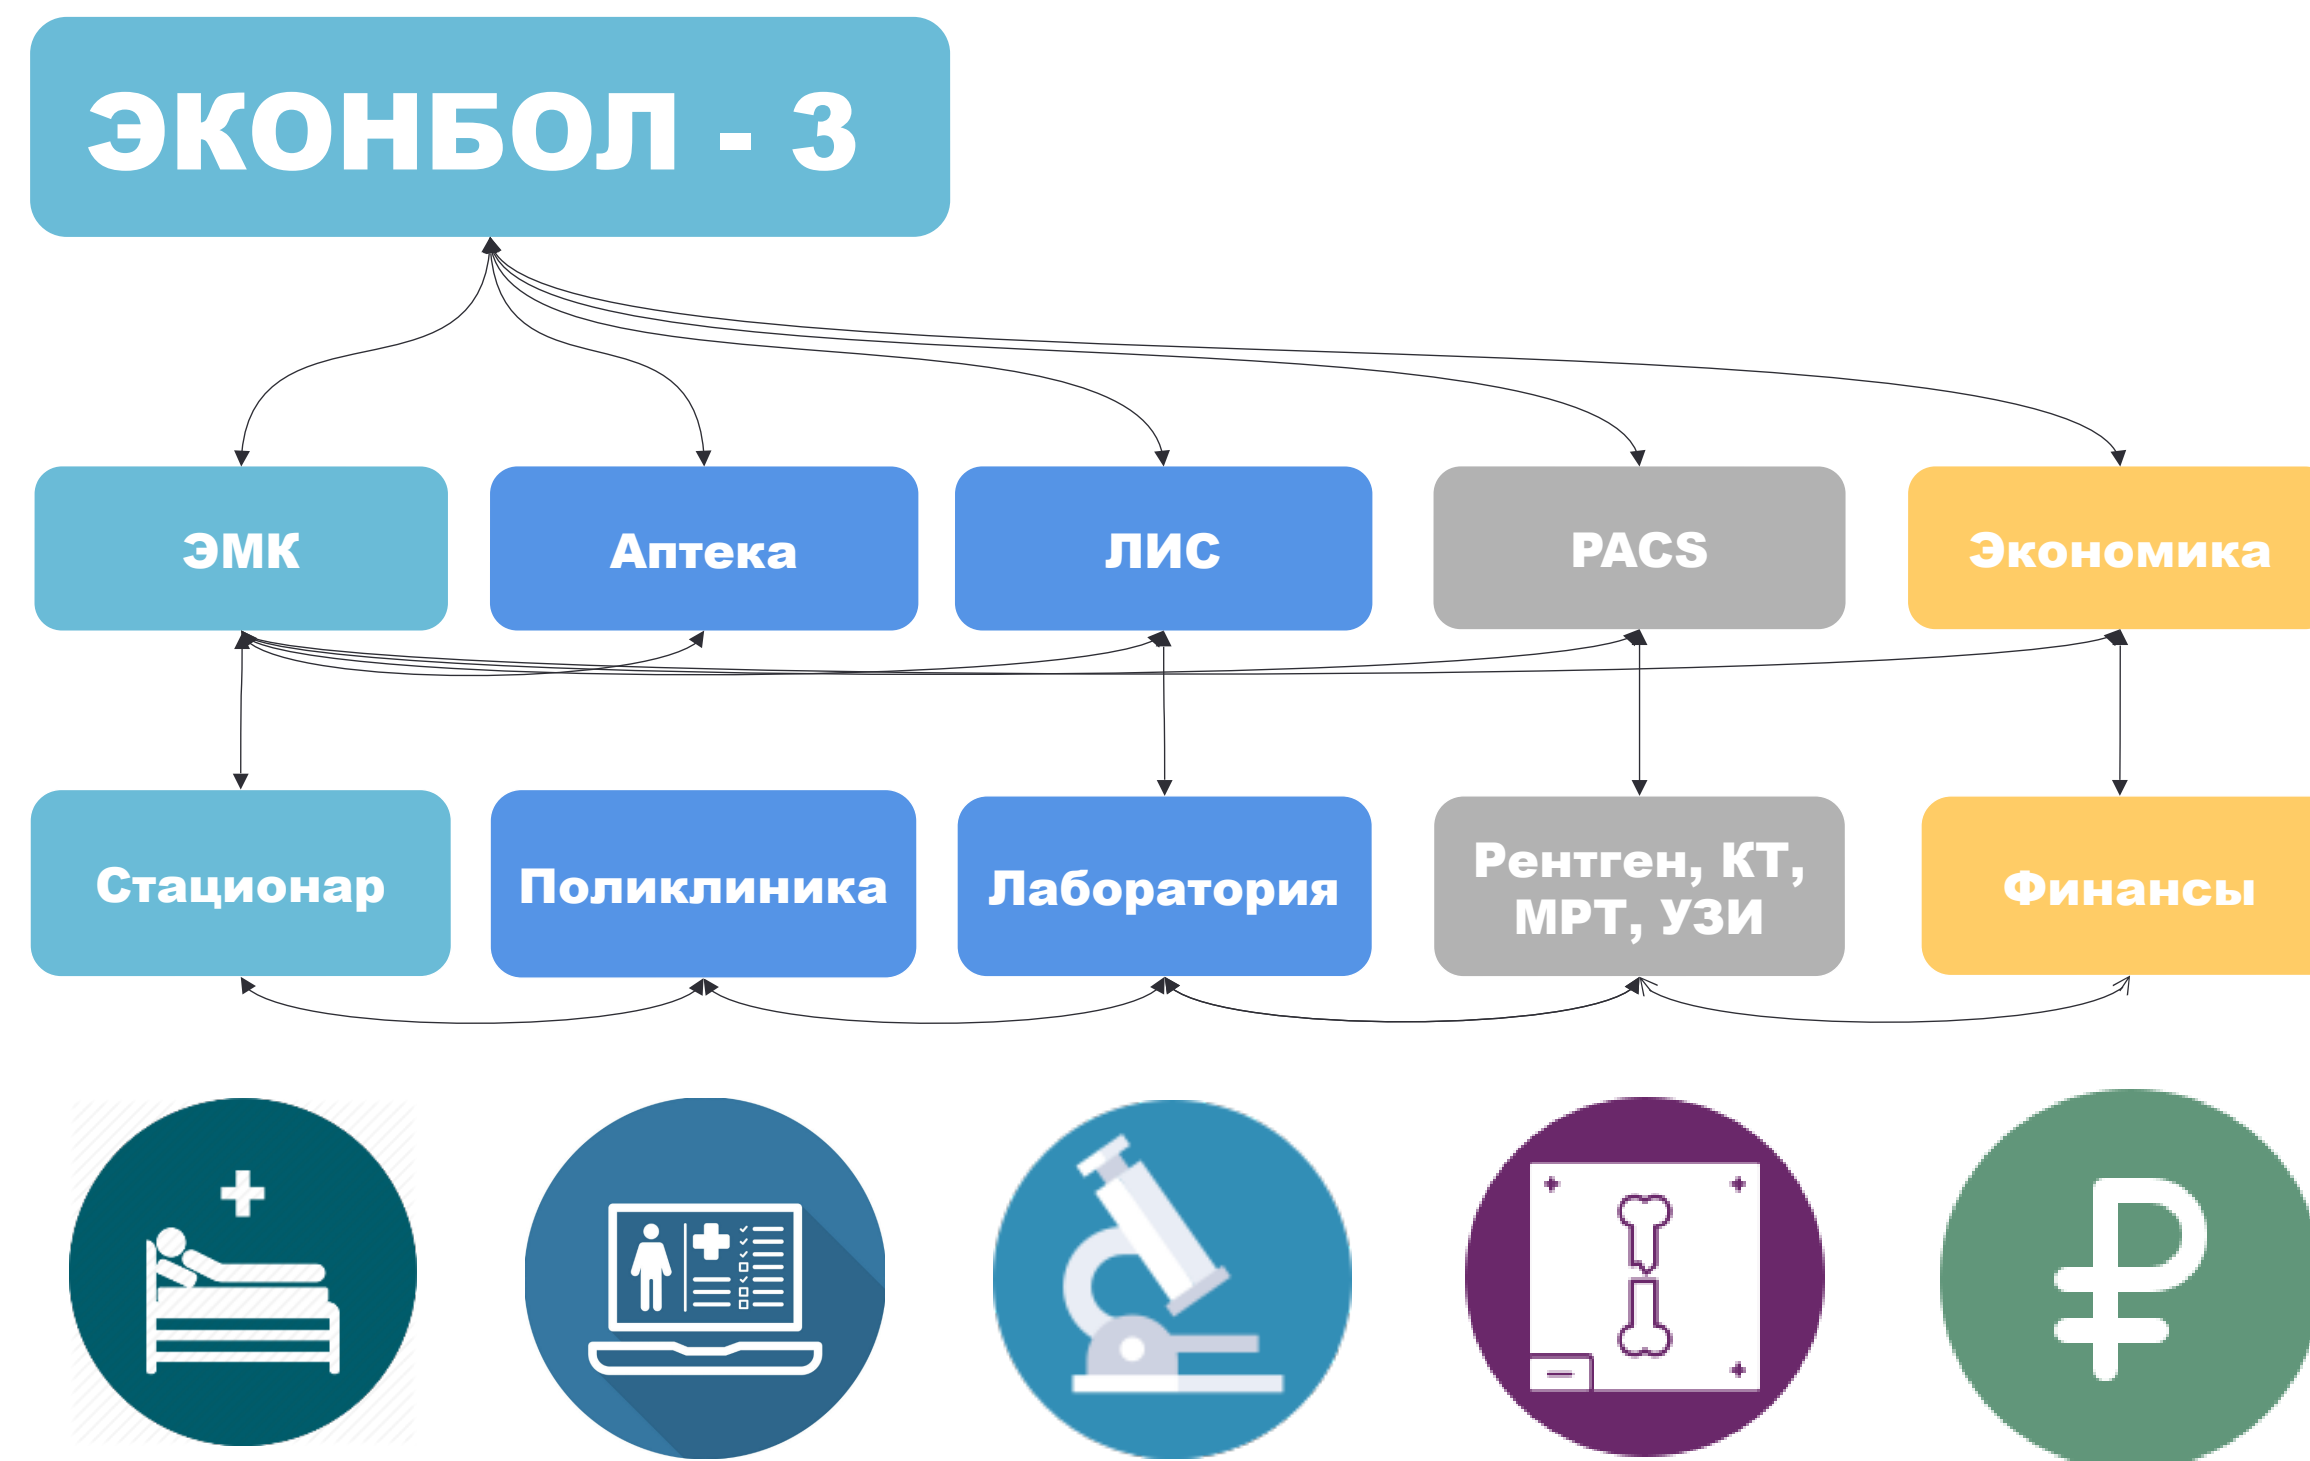 ЭКОНБОЛ - 3
ЭМК
Аптека
ЛИС
PACS
Экономика
Стационар
Поликлиника
Лаборатория
Рентген, КТ,
МРТ, УЗИ
Финансы